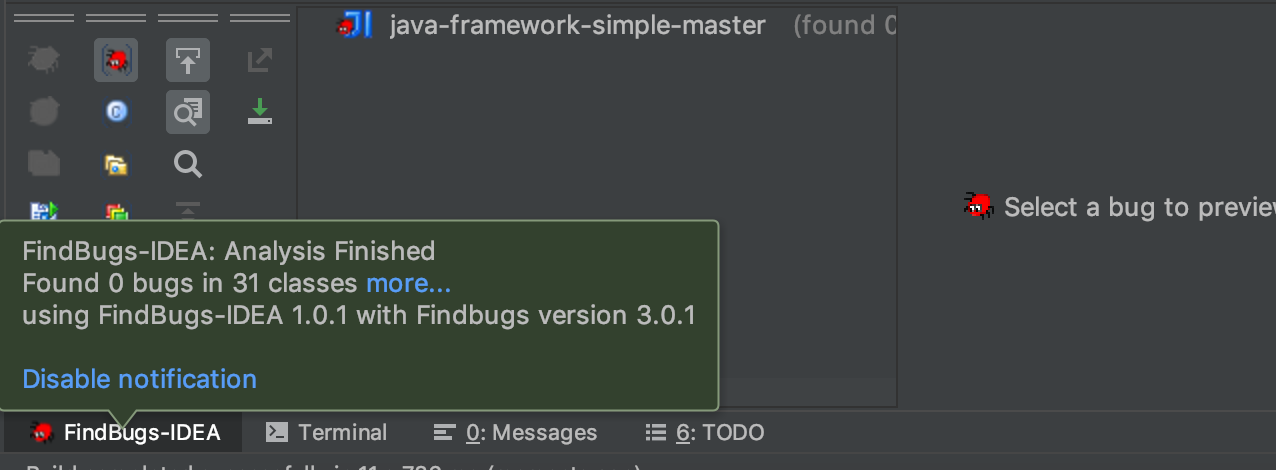 java-framework-simple-master (found 0
Select a bug to previe
FindBugs-IDEA: Analysis Finished
Found 0 bugs in 31 classes more...
using FindBugs-IDEA 1.0.1 with Findbugs version 3.0.1
Disable notification
FindBugs-IDEA Terminal 0: Messages 6: TODO